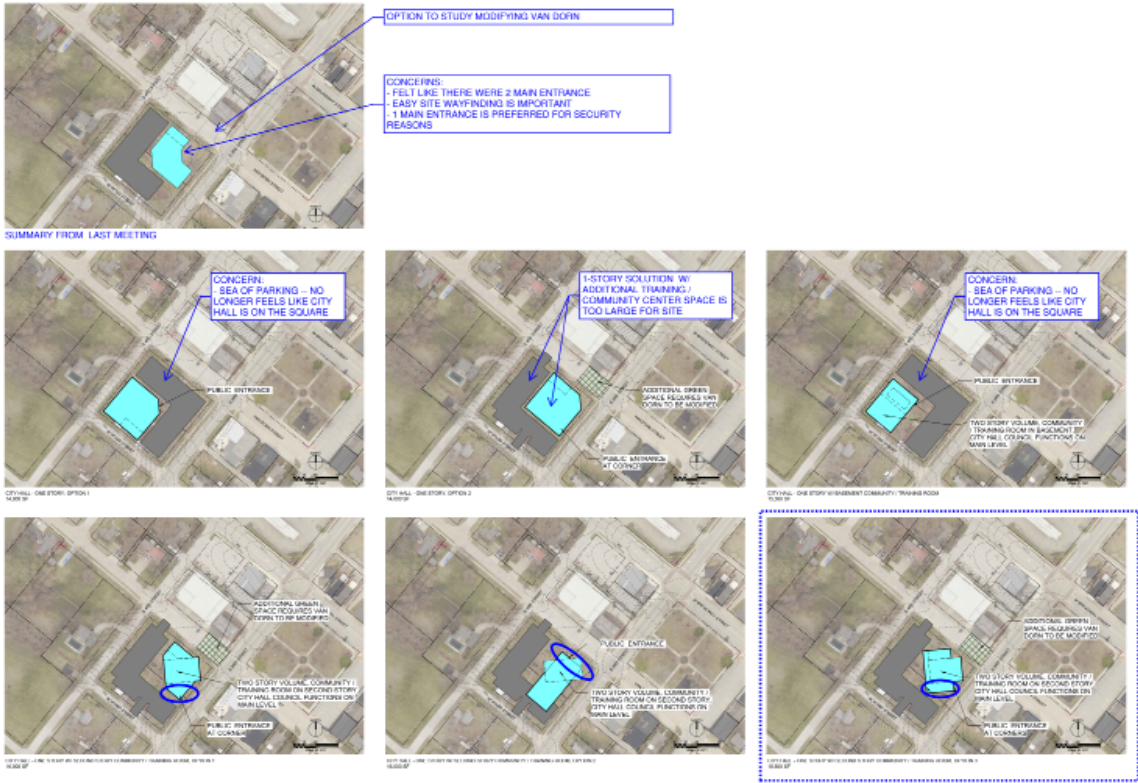 OPTION TO STUDY MODIFYING VAN DORN
CONCERNS:
- FELT LIKE THERE WERE 2 MAIN ENTRANCE
- EASY SITE WAYFINDING IS IMPORTANT
- 1 MAIN ENTRANCE IS PREFERRED FOR SECURITY
REASONS
SUMMARY FROM LAST MEETING
CONCERN:
- SEA OF PARKING -- NO
LONGER FEELS LIKE CITY
HALL IS ON THE SQUARE
PUBLIC ENTRANCE
CITY HALL - ONE STORY, OPTION 1
1-STORY SOLUTION W/
ADDITIONAL TRAINING /
COMMUNITY CENTER SPACE IS
TOO LARGE FOR SITE
ADDITIONAL GREEN
SPACE REQUIRES VAN
DORN TO BE MODIFIED
PUBLIC ENTRANCE
AT CORNER
CITY HALL - ONE STORY, OPTION 2
CONCERN:
- SEA OF PARKING -- NO
LONGER FEELS LIKE CITY
HALL IS ON THE SQUARE
PUBLIC ENTRANCE
TWO STORY VOLUME, COMMUNITY
/ TRAINING ROOM IN BASEMENT,
CITY HALL COUNCIL FUNCTIONS ON
MAIN LEVEL
CITY HALL - ONE STORY W/ BASEMENT COMMUNITY / TRAINING ROOM
ADDITIONAL GREEN
SPACE REQUIRES VAN
DORN TO BE MODIFIED
TWO STORY VOLUME, COMMUNITY /
TRAINING ROOM ON SECOND STORY,
CITY HALL COUNCIL FUNCTIONS ON
MAIN LEVEL
PUBLIC ENTRANCE
AT CORNER
PUBLIC ENTRANCE
TWO STORY VOLUME, COMMUNITY /
TRAINING ROOM ON SECOND STORY,
CITY HALL COUNCIL FUNCTIONS ON
MAIN LEVEL
ADDITIONAL GREEN
SPACE REQUIRES VAN
DORN TO BE MODIFIED
TWO STORY VOLUME, COMMUNITY /
TRAINING ROOM ON SECOND STORY,
CITY HALL COUNCIL FUNCTIONS ON
MAIN LEVEL
PUBLIC ENTRANCE
AT CORNERS